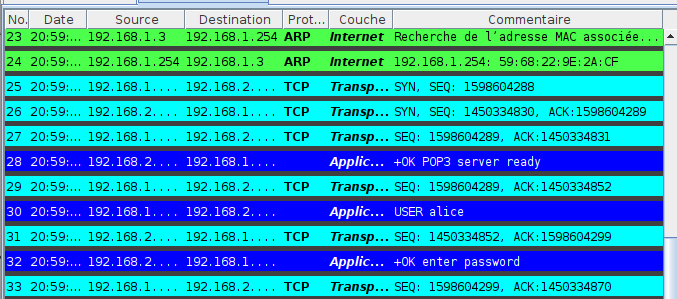 No. Date Source Destination Prot... Couche Commentaire
23 20:59:... 192.168.1.3 192.168.1.254 ARP Internet Recherche de l'adresse MAC associée...
24 20:59:... 192.168.1.254 192.168.1.3 ARP Internet 192.168.1.254: 59:68:22:9E:2A:CF
25 20:59:... 192.168.1.... 192.168.2.... TCP Transp... SYN, SEQ: 1598604288
26 20:59:... 192.168.2.... 192.168.1.... TCP Transp... SYN, SEQ: 1450334830, ACK:1598604289
27 20:59:... 192.168.1.... 192.168.2.... TCP Transp... SEQ: 1598604289, ACK:1450334831
28 20:59:... 192.168.2.... 192.168.1.... Applic... +OK POP3 server ready
29 20:59:... 192.168.1.... 192.168.2.... TCP Transp... SEQ: 1598604289, ACK:1450334852
30 20:59:... 192.168.1.... 192.168.2.... Applic... USER alice
31 20:59:... 192.168.2.... 192.168.1.... TCP Transp... SEQ: 1450334852, ACK:1598604299
32 20:59:... 192.168.2.... 192.168.1.... Applic... +OK enter password
33 20:59:... 192.168.1.... 192.168.2.... TCP Transp... SEQ: 1598604299, ACK:1450334870